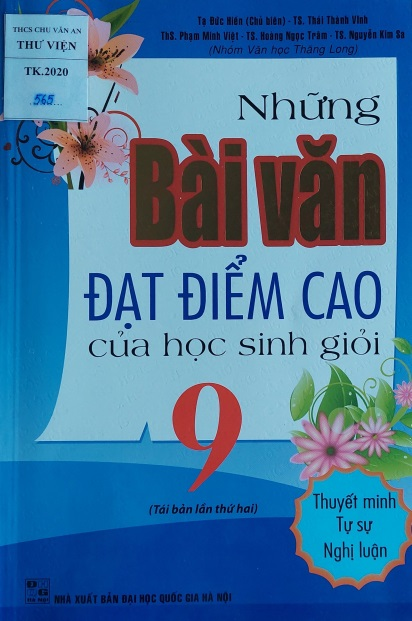 THCS CHU VĂN AN
THƯ VIỆN
TK.2020
565
Tạ Đức Hiền (Chủ biên) - TS. Thái Thành Vinh
ThS. Phạm Minh Việt - TS. Hoàng Ngọc Trâm - TS. Nguyễn Kim Sa
(Nhóm Văn học Thăng Long)
Những
Bài văn
ĐẠT ĐIỂM CAO
của học sinh giỏi
9
(Tái bản lần thứ hai)
Thuyết minh
Tự sự
Nghị luận
NHÀ XUẤT BẢN ĐẠI HỌC QUỐC GIA HÀ NỘI